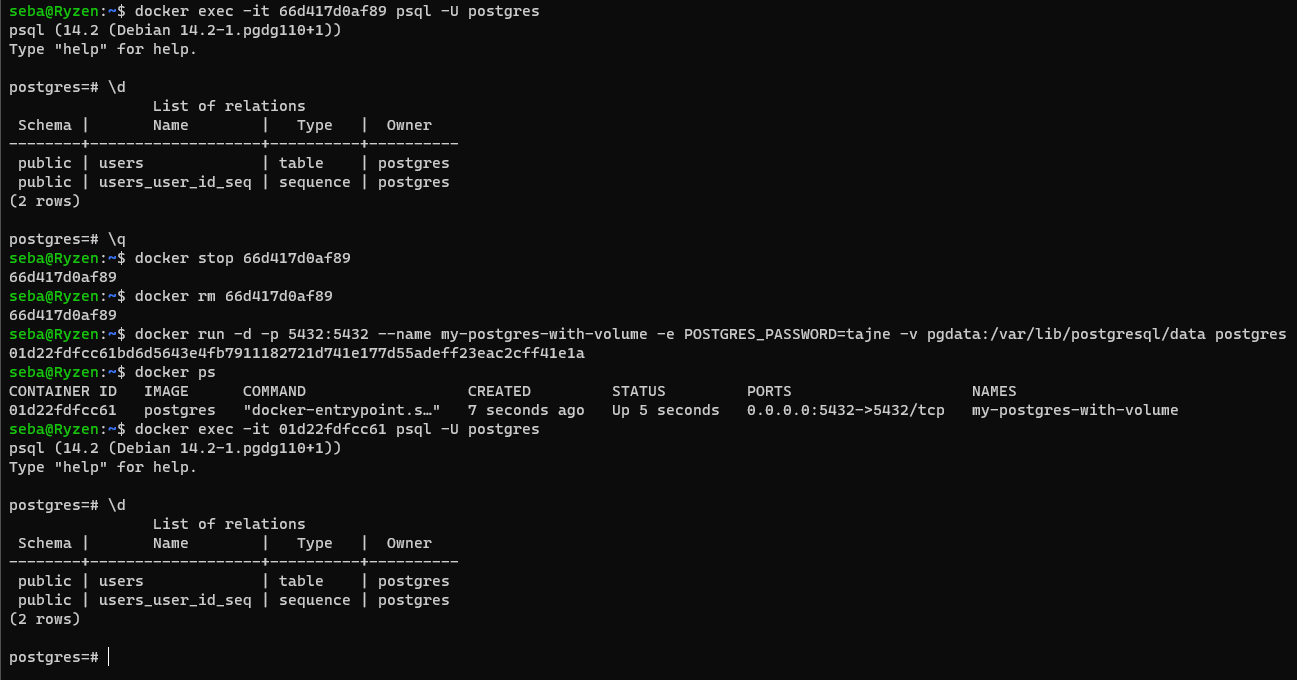 seba@Ryzen:~$ docker exec -it 66d417d0af89 psql -U postgres
psql (14.2 (Debian 14.2-1.pgdg110+1))
Type "help" for help.

postgres=# \d
                List of relations
 Schema |       Name        |   Type   |  Owner
--------+-------------------+----------+----------
 public | users             | table    | postgres
 public | users_user_id_seq | sequence | postgres
(2 rows)

postgres=# \q
seba@Ryzen:~$ docker stop 66d417d0af89
66d417d0af89
seba@Ryzen:~$ docker rm 66d417d0af89
66d417d0af89
seba@Ryzen:~$ docker run -d -p 5432:5432 --name my-postgres-with-volume -e POSTGRES_PASSWORD=tajne -v pgdata:/var/lib/postgresql/data postgres
01d22fdfcc61bd6d5643e4fb7911182721d741e177d55adeff23eac2cff41e1a
seba@Ryzen:~$ docker ps
CONTAINER ID   IMAGE      COMMAND                  CREATED         STATUS         PORTS                    NAMES
01d22fdfcc61   postgres   "docker-entrypoint.s…"   7 seconds ago   Up 5 seconds   0.0.0.0:5432->5432/tcp   my-postgres-with-volume
seba@Ryzen:~$ docker exec -it 01d22fdfcc61 psql -U postgres
psql (14.2 (Debian 14.2-1.pgdg110+1))
Type "help" for help.

postgres=# \d
                List of relations
 Schema |       Name        |   Type   |  Owner
--------+-------------------+----------+----------
 public | users             | table    | postgres
 public | users_user_id_seq | sequence | postgres
(2 rows)

postgres=#